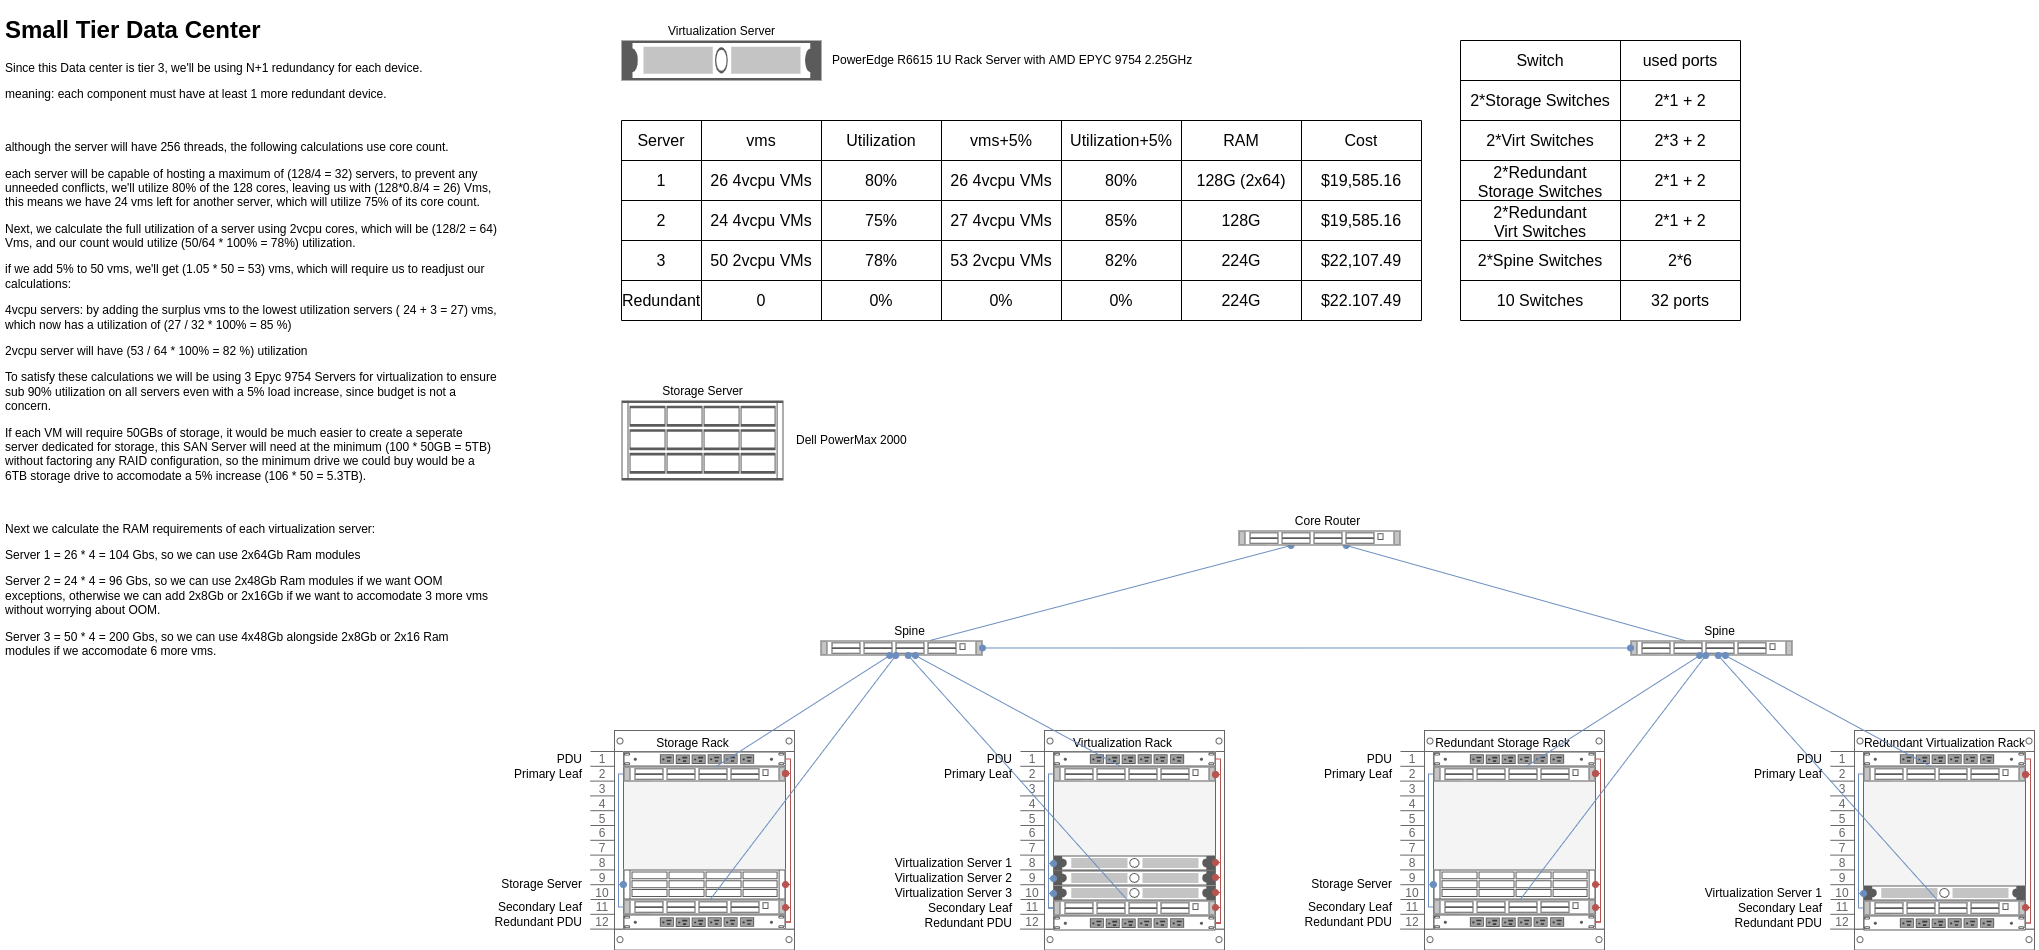 Small Tier Data Center
Since this Data center is tier 3, we'll be using N+1 redundancy for each device.
meaning: each component must have at least 1 more redundant device.
although the server will have 256 threads, the following calculations use core count.
each server will be capable of hosting a maximum of (128/4 = 32) servers, to prevent any
unneeded conflicts, we'll utilize 80% of the 128 cores, leaving us with (128*0.8/4 = 26) Vms,
this means we have 24 vms left for another server, which will utilize 75% of its core count.
Next, we calculate the full utilization of a server using 2vcpu cores, which will be (128/2 = 64)
Vms, and our count would utilize (50/64 * 100% = 78%) utilization.
if we add 5% to 50 vms, we'll get (1.05 * 50 = 53) vms, which will require us to readjust our
calculations:
4vcpu servers: by adding the surplus vms to the lowest utilization servers ( 24 + 3 = 27) vms,
which now has a utilization of (27 / 32 * 100% = 85 %)
2vcpu server will have (53 / 64 * 100% = 82 %) utilization
To satisfy these calculations we will be using 3 Epyc 9754 Servers for virtualization to ensure
sub 90% utilization on all servers even with a 5% load increase, since budget is not a
concern.
If each VM will require 50GBs of storage, it would be much easier to create a seperate
server dedicated for storage, this SAN Server will need at the minimum (100 * 50GB = 5TB)
without factoring any RAID configuration, so the minimum drive we could buy would be a
6TB storage drive to accomodate a 5% increase (106 * 50 = 5.3TB).
Next we calculate the RAM requirements of each virtualization server:
Server 1 = 26 * 4 = 104 Gbs, so we can use 2x64Gb Ram modules
Server 2 = 24 * 4 = 96 Gbs, so we can use 2x48Gb Ram modules if we want OOM
exceptions, otherwise we can add 2x8Gb or 2x16Gb if we want to accomodate 3 more vms
without worrying about OOM.
Server 3 = 50 * 4 = 200 Gbs, so we can use 4x48Gb alongside 2x8Gb or 2x16 Ram
modules if we accomodate 6 more vms.
Virtualization Server
PowerEdge R6615 1U Rack Server with AMD EPYC 9754 2.25GHz
Server vms Utilization vms+5% Utilization+5% RAM Cost
1 26 4vcpu VMs 80% 26 4vcpu VMs 80% 128G (2x64) $19,585.16
2 24 4vcpu VMs 75% 27 4vcpu VMs 85% 128G $19,585.16
3 50 2vcpu VMs 78% 53 2vcpu VMs 82% 224G $22,107.49
Redundant 0 0% 0% 0% 224G $22.107.49
Switch used ports
2*Storage Switches 2*1 + 2
2*Virt Switches 2*3 + 2
2*Redundant
Storage Switches 2*1 + 2
2*Redundant
Virt Switches 2*1 + 2
2*Spine Switches 2*6
10 Switches 32 ports
Storage Server
Dell PowerMax 2000
Core Router
Spine
Spine
Storage Rack
PDU 1
Primary Leaf 2
3
4
5
6
7
8
Storage Server 9
10
Secondary Leaf 11
Redundant PDU 12
Virtualization Rack
PDU 1
Primary Leaf 2
3
4
5
6
7
Virtualization Server 1 8
Virtualization Server 2 9
Virtualization Server 3 10
Secondary Leaf 11
Redundant PDU 12
Redundant Storage Rack
PDU 1
Primary Leaf 2
3
4
5
6
7
8
Storage Server 9
10
Secondary Leaf 11
Redundant PDU 12
Redundant Virtualization Rack
PDU 1
Primary Leaf 2
3
4
5
6
7
8
9
Virtualization Server 1 10
Secondary Leaf 11
Redundant PDU 12